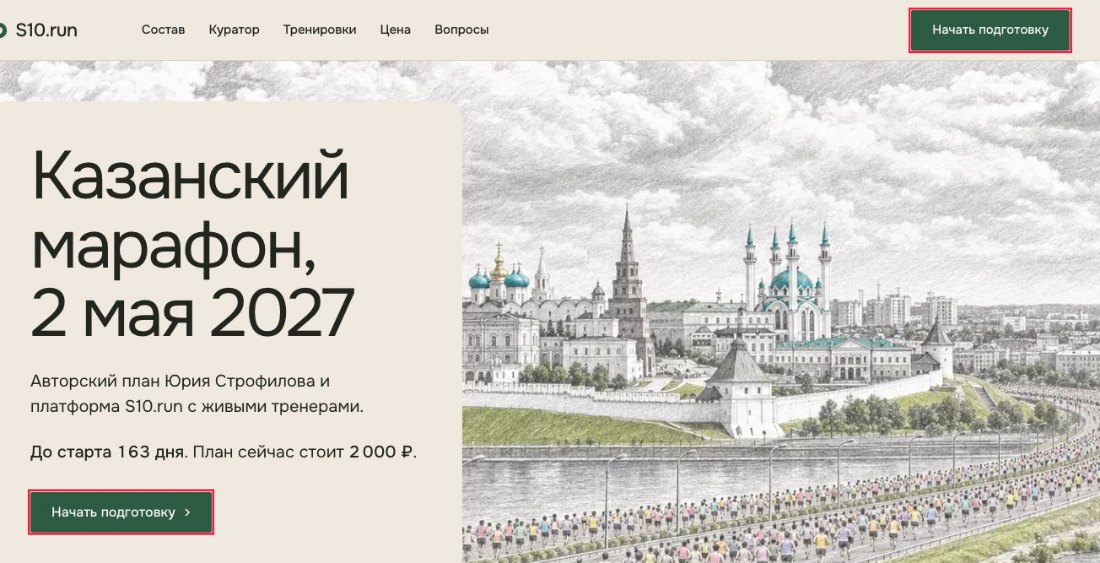 S10.run
Состав
Куратор
Тренировки
Цена
Вопросы
Начать подготовку
Казанский
марафон,
2 мая 2027
Авторский план Юрия Строфилова и
платформа S10.run с живыми тренерами.
До старта 163 дня. План сейчас стоит 2 000 ₽.
Начать подготовку ›